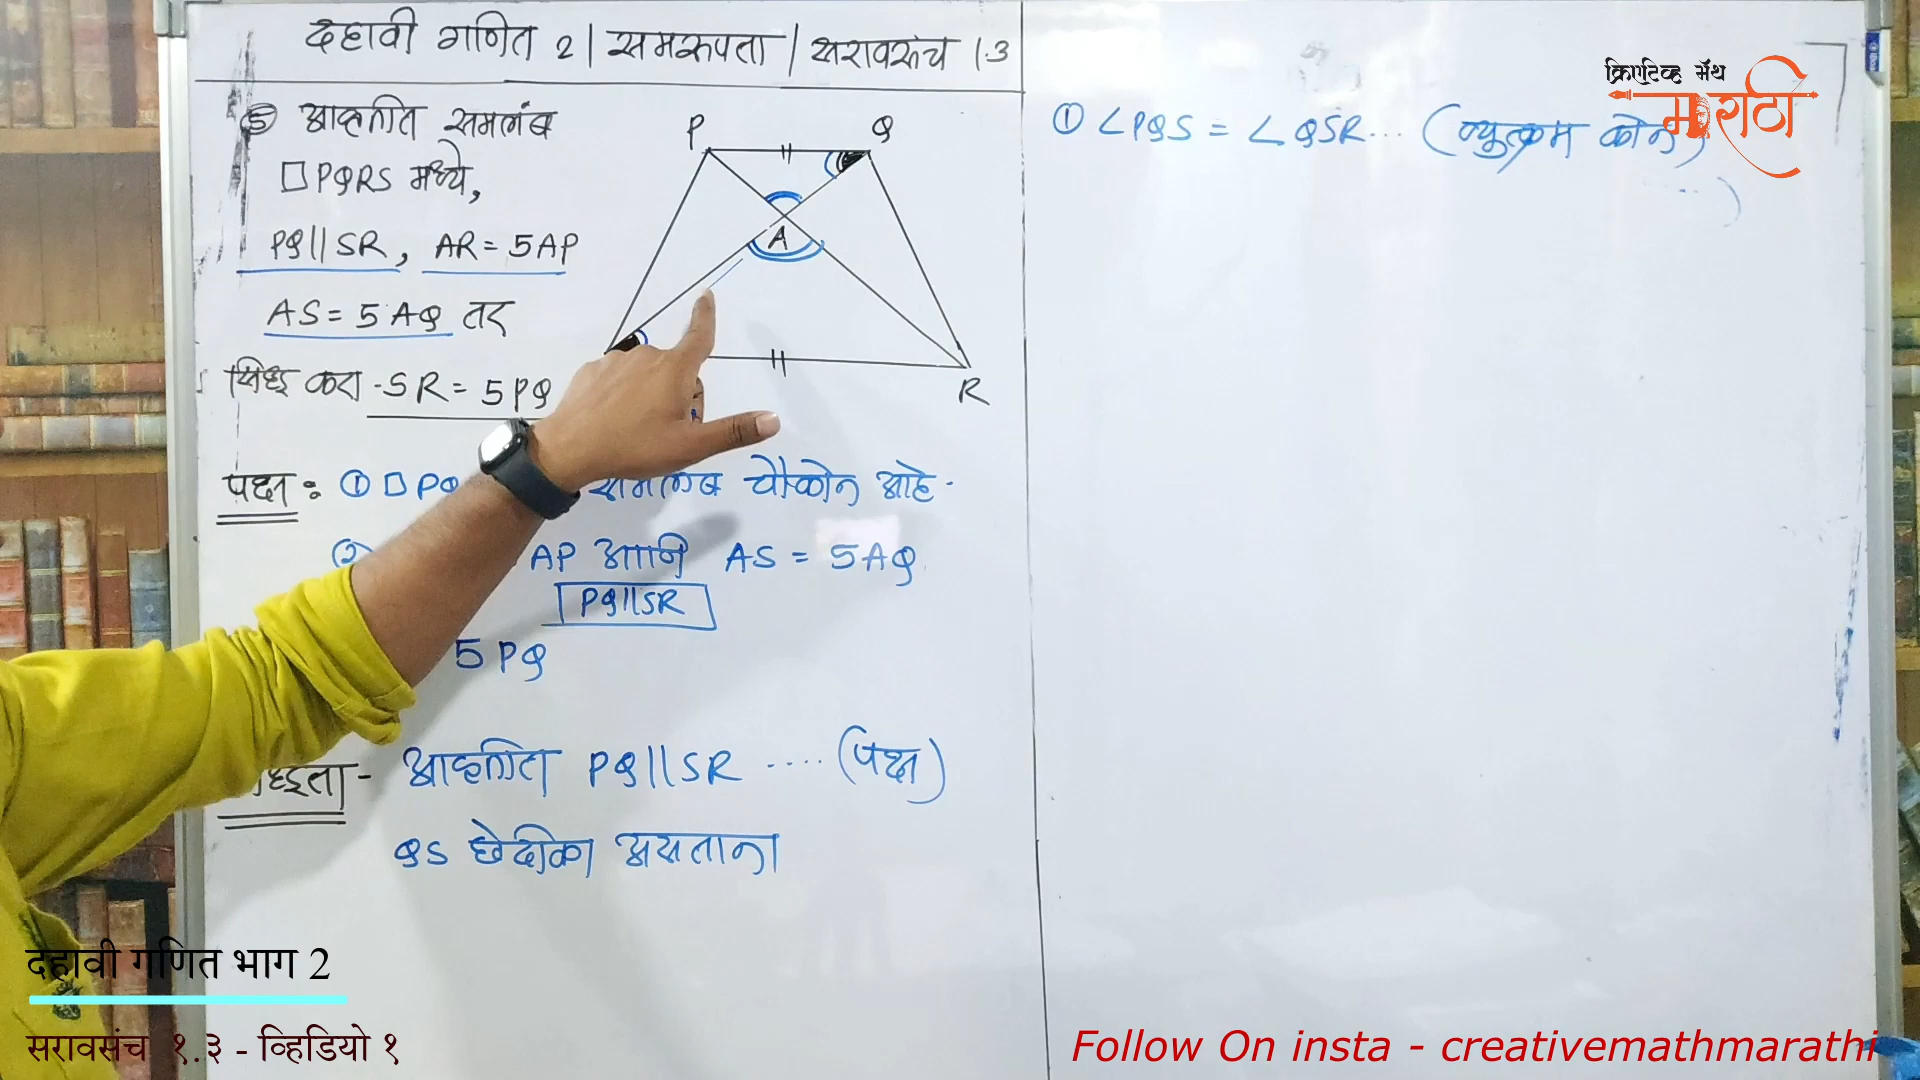 दहावी गणित 2 | समरूपता | सरावसंच 1.3
क्रिएटिव्ह मॅथ
मराठी
⑤ आकृतीत समलंब
□PQRS मध्ये,
PQ || SR, AR = 5AP
AS = 5AQ तर
सिध्द करा - SR = 5PQ
P
Q
A
R
पक्ष : ① □PQ समलंब चौकोन आहे.
② AP आणि AS = 5AQ
PQ||SR
5PQ
आकृतीत PQ||SR .... (पक्ष)
QS छेदीका असताना
① ∠PQS = ∠QSR... (व्युत्क्रम कोन)
... )
दहावी गणित भाग 2
सरावसंच १.३ - व्हिडियो १
Follow On insta - creativemathmarathi